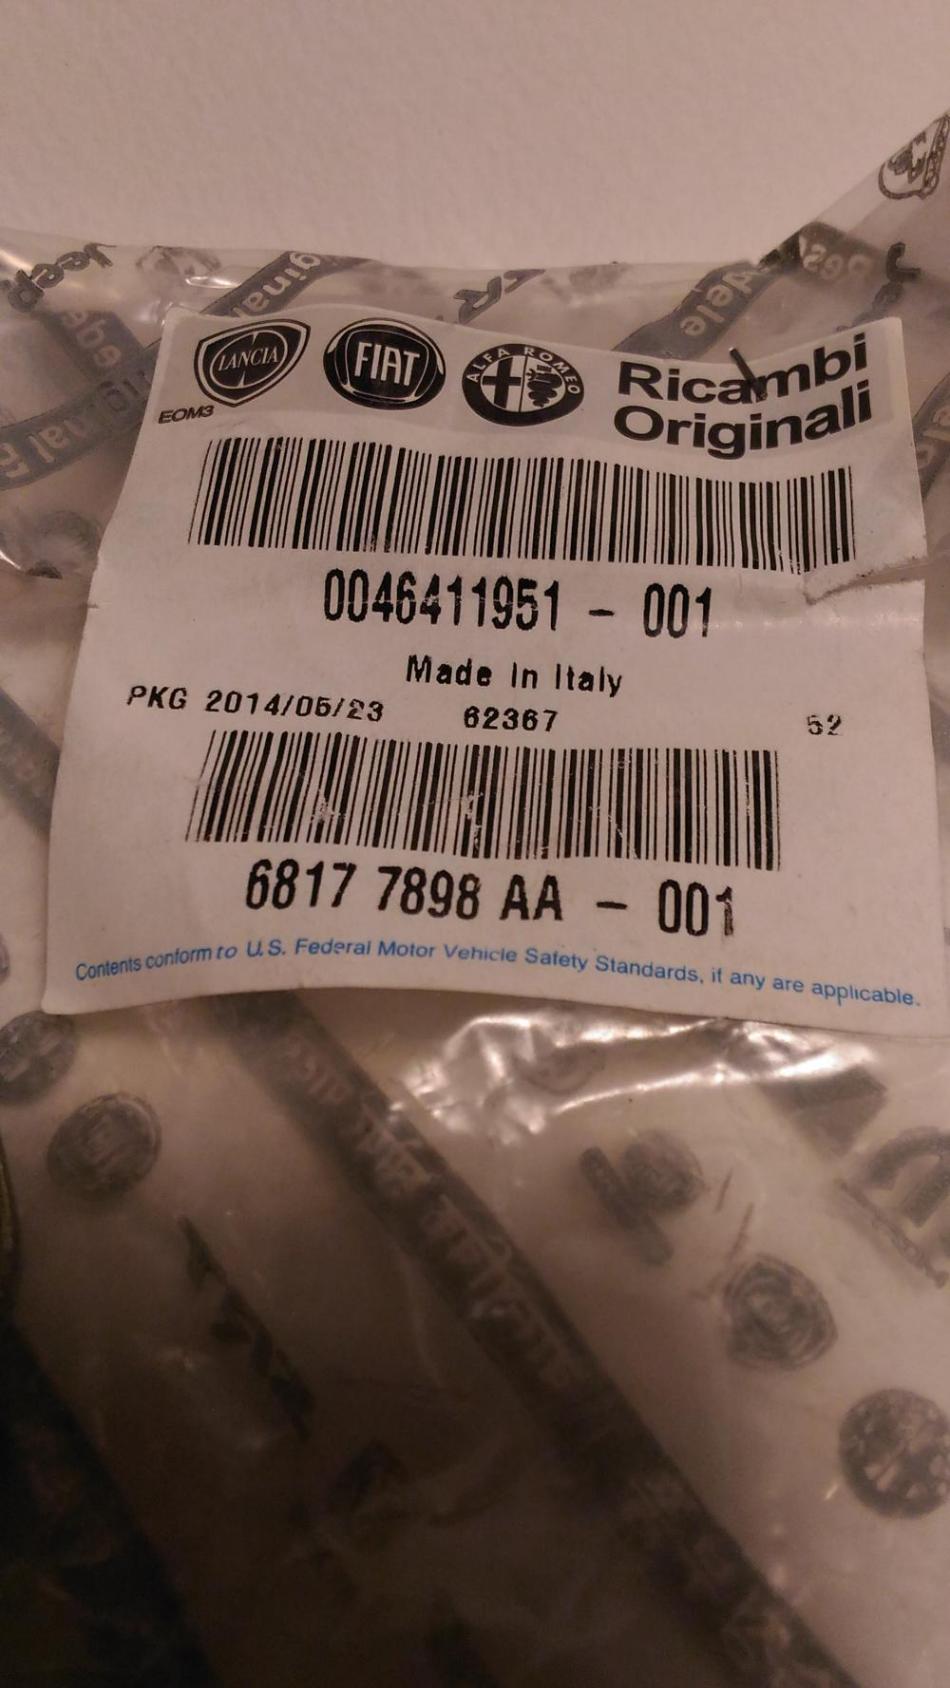 Jeep
LANCIA
FIAT
ALFA ROMEO
Ricambi
Originali
EOM3
0046411951 - 001
Made In Italy
PKG 2014/05/23 62367 52
6817 7898 AA - 001
Contents conform to U.S. Federal Motor Vehicle Safety Standards, if any are applicable.